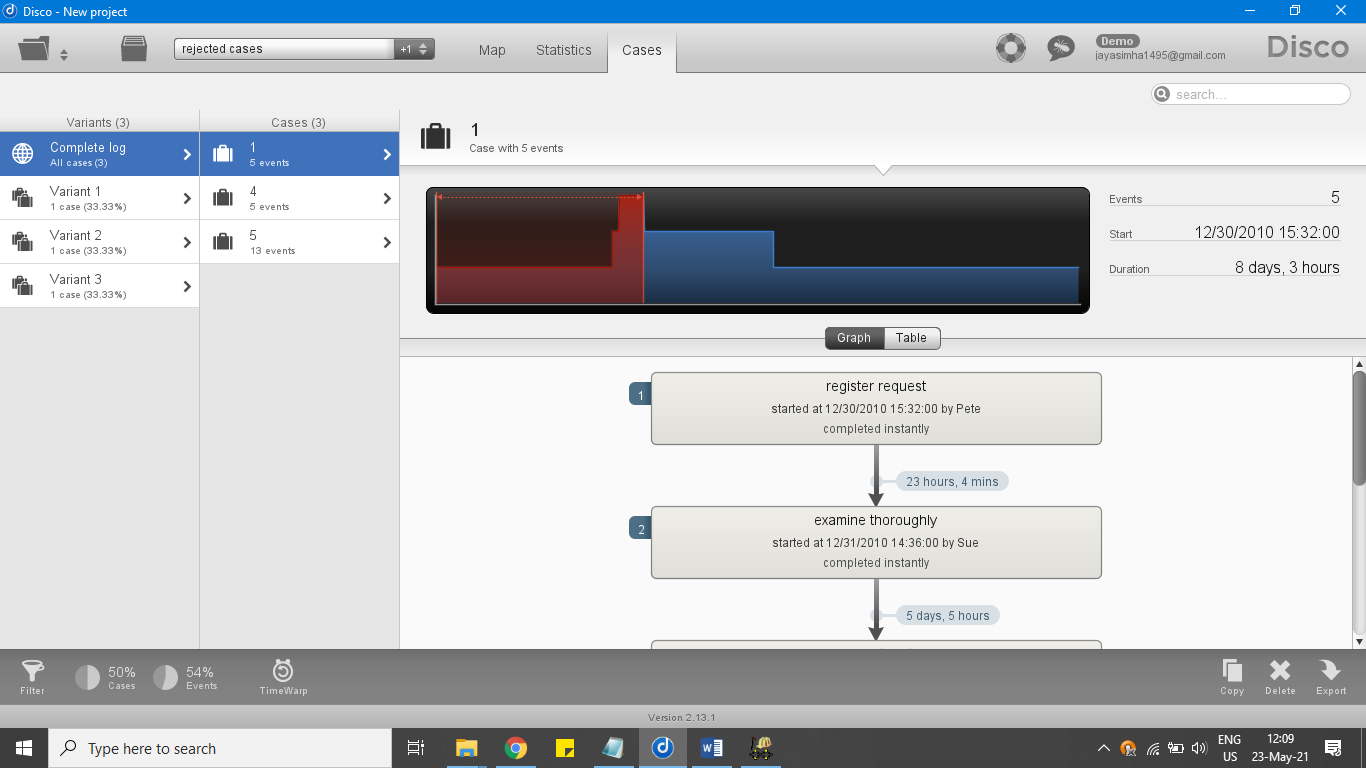 Disco - New project
rejected cases
+1
Map
Statistics
Cases
Demo
jayasimha1495@gmail.com
Disco
search...
Variants (3)
Complete log
All cases (3)
Variant 1
1 case (33.33%)
Variant 2
1 case (33.33%)
Variant 3
1 case (33.33%)
Cases (3)
1
5 events
4
5 events
5
13 events
1
Case with 5 events
Events 5
Start 12/30/2010 15:32:00
Duration 8 days, 3 hours
Graph
Table
1
register request
started at 12/30/2010 15:32:00 by Pete
completed instantly
23 hours, 4 mins
2
examine thoroughly
started at 12/31/2010 14:36:00 by Sue
completed instantly
5 days, 5 hours
Filter
50%
Cases
54%
Events
TimeWarp
Copy
Delete
Export
Version 2.13.1
Type here to search
ENG
US
12:09
23-May-21